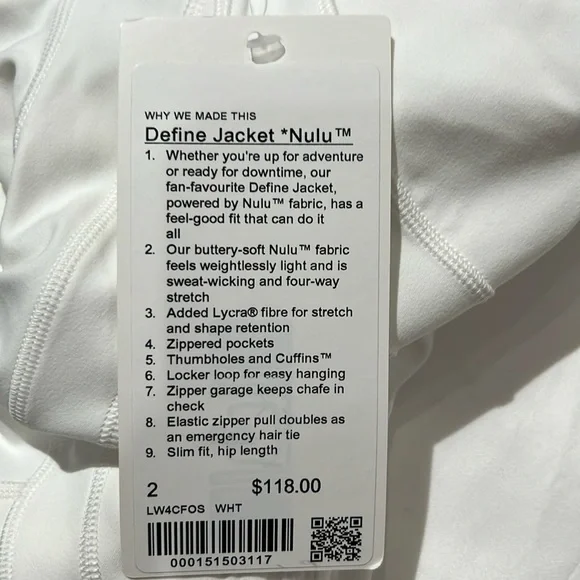 WHY WE MADE THIS
Define Jacket *Nulu™
1. Whether you're up for adventure
or ready for downtime, our
fan-favourite Define Jacket,
powered by Nulu™ fabric, has a
feel-good fit that can do it
all
2. Our buttery-soft Nulu™ fabric
feels weightlessly light and is
sweat-wicking and four-way
stretch
3. Added Lycra® fibre for stretch
and shape retention
4. Zippered pockets
5. Thumbholes and Cuffins™
6. Locker loop for easy hanging
7. Zipper garage keeps chafe in
check
8. Elastic zipper pull doubles as
an emergency hair tie
9. Slim fit, hip length
2 $118.00
LW4CFOS WHT
000151503117